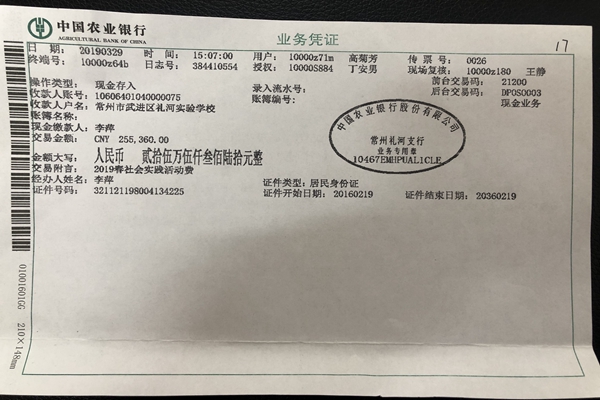 中国农业银行
AGRICULTURAL BANK OF CHINA
业务凭证
17
日 期: 20190329 时 间: 15:07:00 用户: 10000z71m 高菊芳 传 票 号: 0026
终端号: 10000z64b 日志号: 384410554 授权: 10000S884 丁安男 现场复核: 10000z180 王静
操作类型: 现金存入 录入流水号: 前台交易码: 21200
收款人账号: 10606401040000075 账簿编号: 后台交易码: DP0S0003
收款人户名: 常州市武进区礼河实验学校 现金业务
账簿名称:
现金缴款人: 李萍
交易金额: CNY 255,360.00
金额大写: 人民币 贰拾伍万伍仟叁佰陆拾元整
交易附言: 2019春社会实践活动费
经办人姓名: 李萍 证件类型: 居民身份证
证件号码: 321121198004134225 证件开始日期: 20160219 证件结束日期: 20360219
中国农业银行股份有限公司
常州礼河支行
业务专用章
10467EMHPUAL1CLE
01001601GG 210×148mm